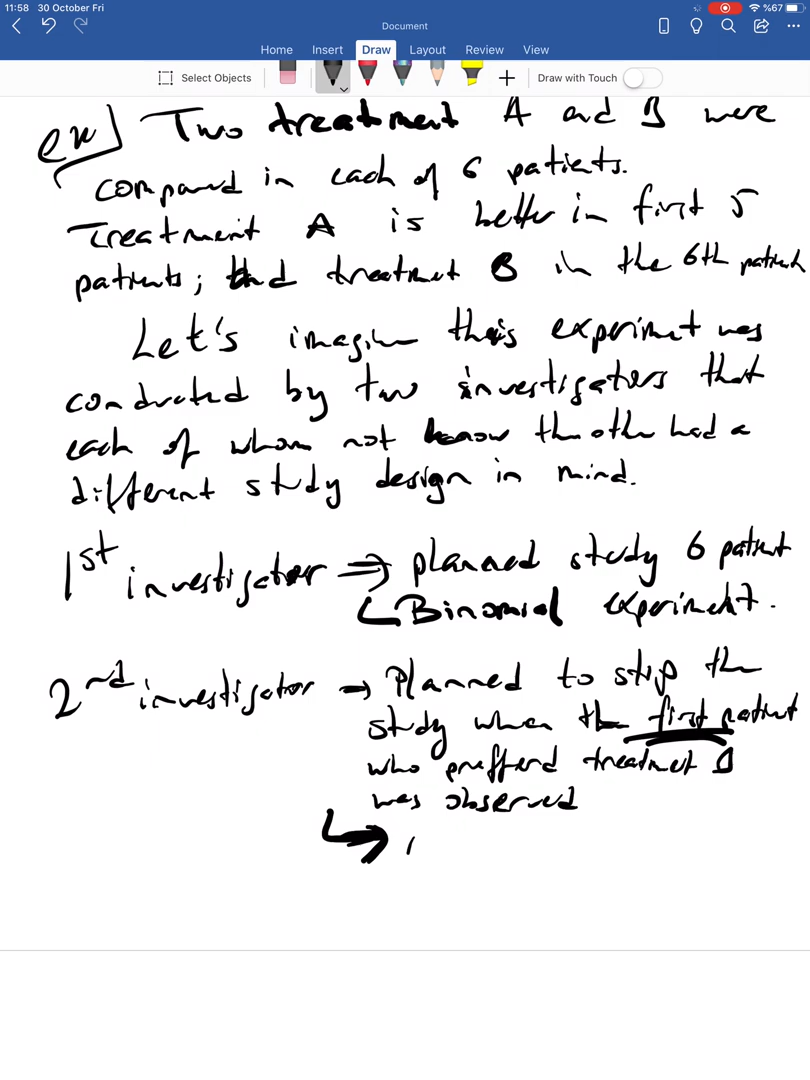 11:58 30 October Fri
%67
Document
Home Insert Draw Layout Review View
Select Objects
Draw with Touch
ex] Two treatment A and B were
compared in each of 6 patients.
Treatment A is better in first 5
patients; and treatment B in the 6th patient
Let's imagine this experiment was
conducted by two investigators that
each of whom not know the other had a
different study design in mind.
1st investigator ⇒ planned study 6 patient
↳ Binomial experiment.
2nd investigator → Planned to stop the
study when the first patient
who prefferd treatment B
was observed
↳